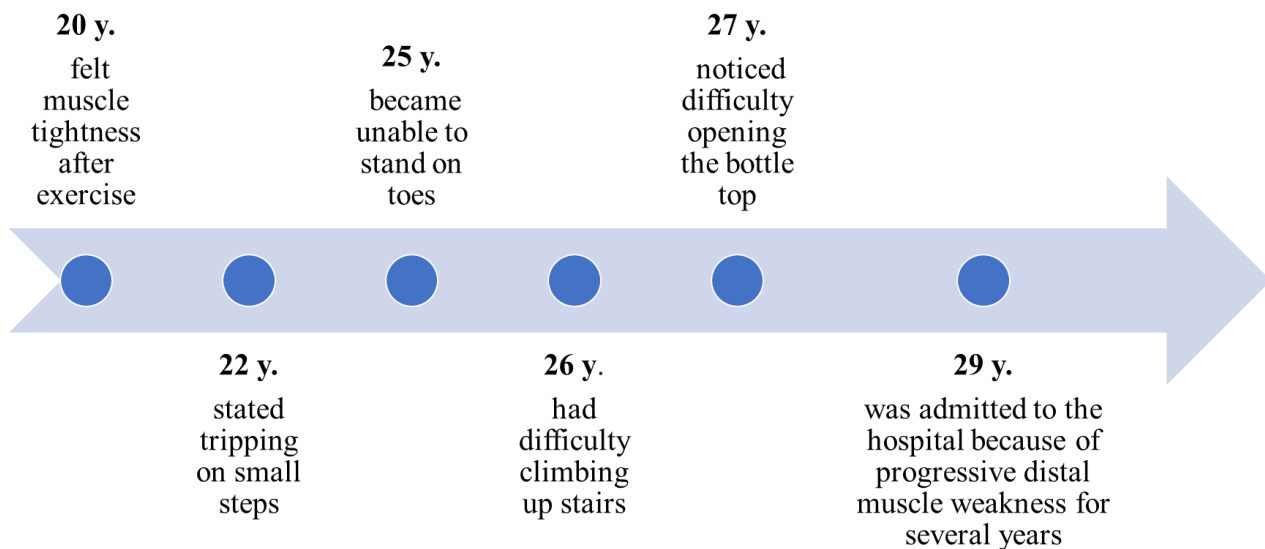 20 y.
felt
muscle
tightness
after
exercise
22 y.
stated
tripping
on small
steps
25 y.
became
unable to
stand on
toes
26 y.
had
difficulty
climbing
up stairs
27 y.
noticed
difficulty
opening
the bottle
top
29 y.
was admitted to the
hospital because of
progressive distal
muscle weakness for
several years